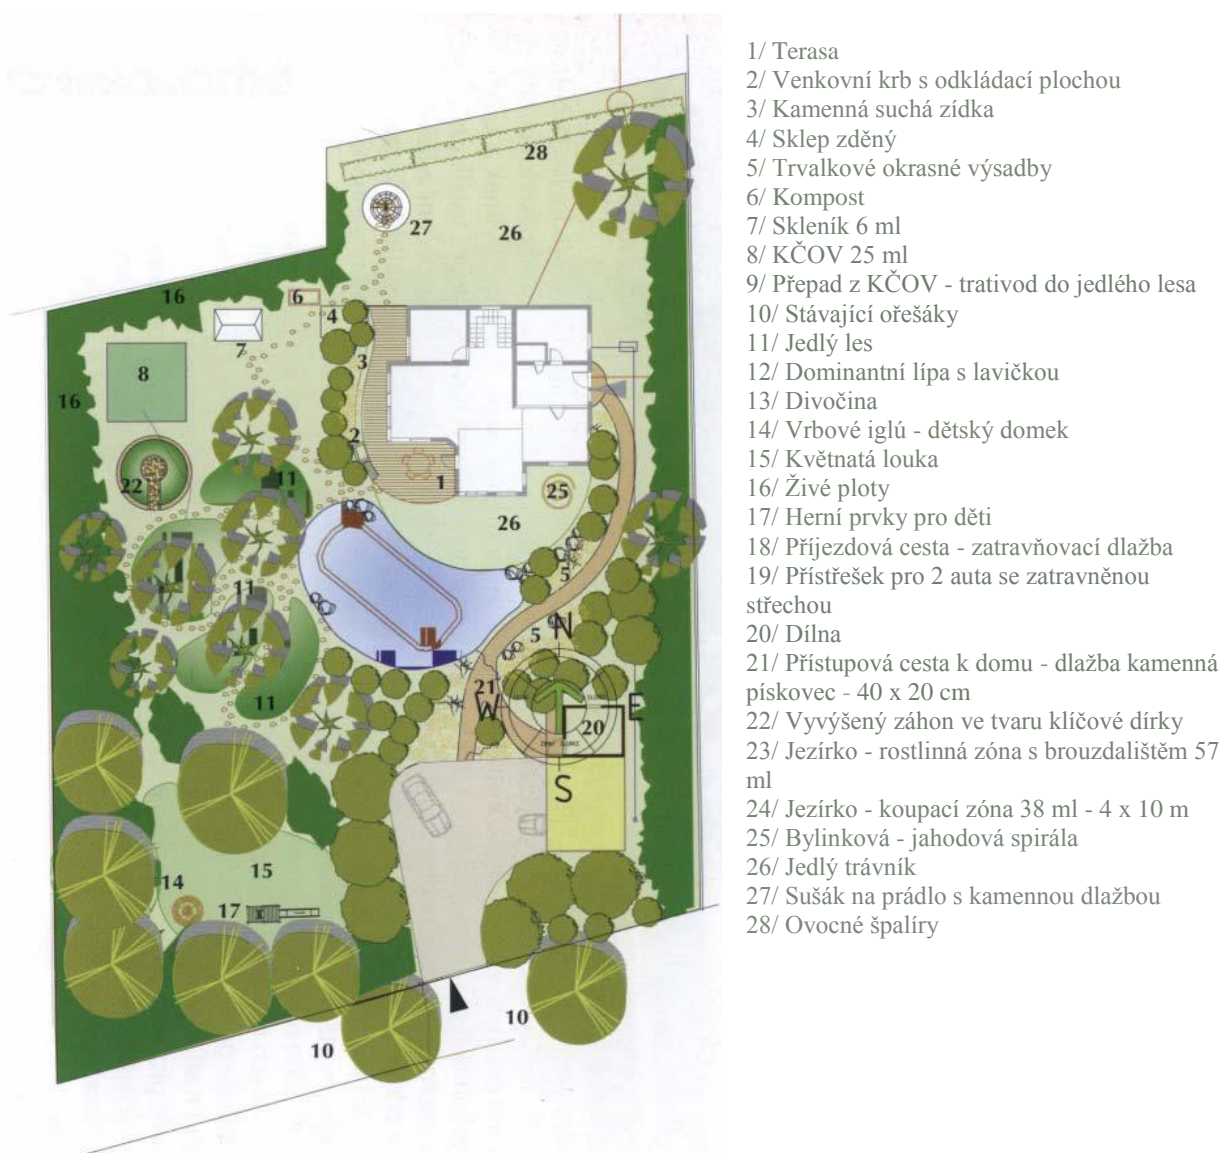 28
27
26
16
6
4
7
3
8
16
2
22
11
1
25
26
5
11
5
N
21
W
E
20
11
S
15
14
17
10
10
1/ Terasa
2/ Venkovní krb s odkládací plochou
3/ Kamenná suchá zídka
4/ Sklep zděný
5/ Trvalkové okrasné výsadby
6/ Kompost
7/ Skleník 6 ml
8/ KČOV 25 ml
9/ Přepad z KČOV - trativod do jedlého lesa
10/ Stávající ořešáky
11/ Jedlý les
12/ Dominantní lípa s lavičkou
13/ Divočina
14/ Vrbové iglú - dětský domek
15/ Květnatá louka
16/ Živé ploty
17/ Herní prvky pro děti
18/ Příjezdová cesta - zatravňovací dlažba
19/ Přístřešek pro 2 auta se zatravněnou
střechou
20/ Dílna
21/ Přístupová cesta k domu - dlažba kamenná
pískovec - 40 x 20 cm
22/ Vyvýšený záhon ve tvaru klíčové dírky
23/ Jezírko - rostlinná zóna s brouzdalištěm 57
ml
24/ Jezírko - koupací zóna 38 ml - 4 x 10 m
25/ Bylinková - jahodová spirála
26/ Jedlý trávník
27/ Sušák na prádlo s kamennou dlažbou
28/ Ovocné špalíry